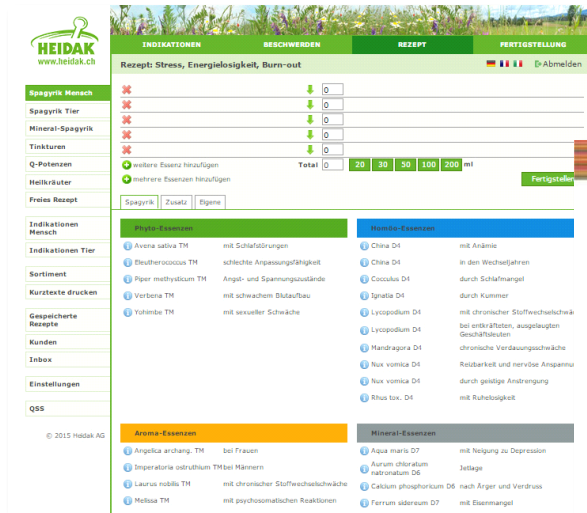 HEIDAK
www.heidak.ch
INDIKATIONEN BESCHWERDEN REZEPT FERTIGSTELLUNG
Rezept: Stress, Energielosigkeit, Burn-out
Abmelden
Spagyrik Mensch
Spagyrik Tier
Mineral-Spagyrik
Tinkturen
Q-Potenzen
Heilkräuter
Freies Rezept
Indikationen
Mensch
Indikationen Tier
Sortiment
Kurztexte drucken
Gespeicherte
Rezepte
Kunden
Inbox
Einstellungen
QSS
© 2015 Heidak AG
0
0
0
0
0
weitere Essenz hinzufügen Total 0 20 30 50 100 200 ml
mehrere Essenzen hinzufügen
Fertigstellen
Spagyrik Zusatz Eigene
Phyto-Essenzen
Avena sativa TM mit Schlafstörungen
Eleutherococcus TM schlechte Anpassungsfähigkeit
Piper methysticum TM Angst- und Spannungszustände
Verbena TM mit schwachem Blutaufbau
Yohimbe TM mit sexueller Schwäche
Homöo-Essenzen
China D4 mit Anämie
China D4 in den Wechseljahren
Cocculus D4 durch Schlafmangel
Ignatia D4 durch Kummer
Lycopodium D4 mit chronischer Stoffwechselschwä
Lycopodium D4 bei entkräfteten, ausgelaugten
Geschäftsleuten
Mandragora D4 chronische Verdauungsschwäche
Nux vomica D4 Reizbarkeit und nervöse Anspannu
Nux vomica D4 durch geistige Anstrengung
Rhus tox. D4 mit Ruhelosigkeit
Aroma-Essenzen
Angelica archang. TM bei Frauen
Imperatoria ostruthium TM bei Männern
Laurus nobilis TM mit chronischer Stoffwechselschwäche
Melissa TM mit psychosomatischen Reaktionen
Mineral-Essenzen
Aqua maris D7 mit Neigung zu Depression
Aurum chloratum
natronatum D6 Jetlage
Calcium phosphoricum D6 nach Ärger und Verdruss
Ferrum sidereum D7 mit Eisenmangel